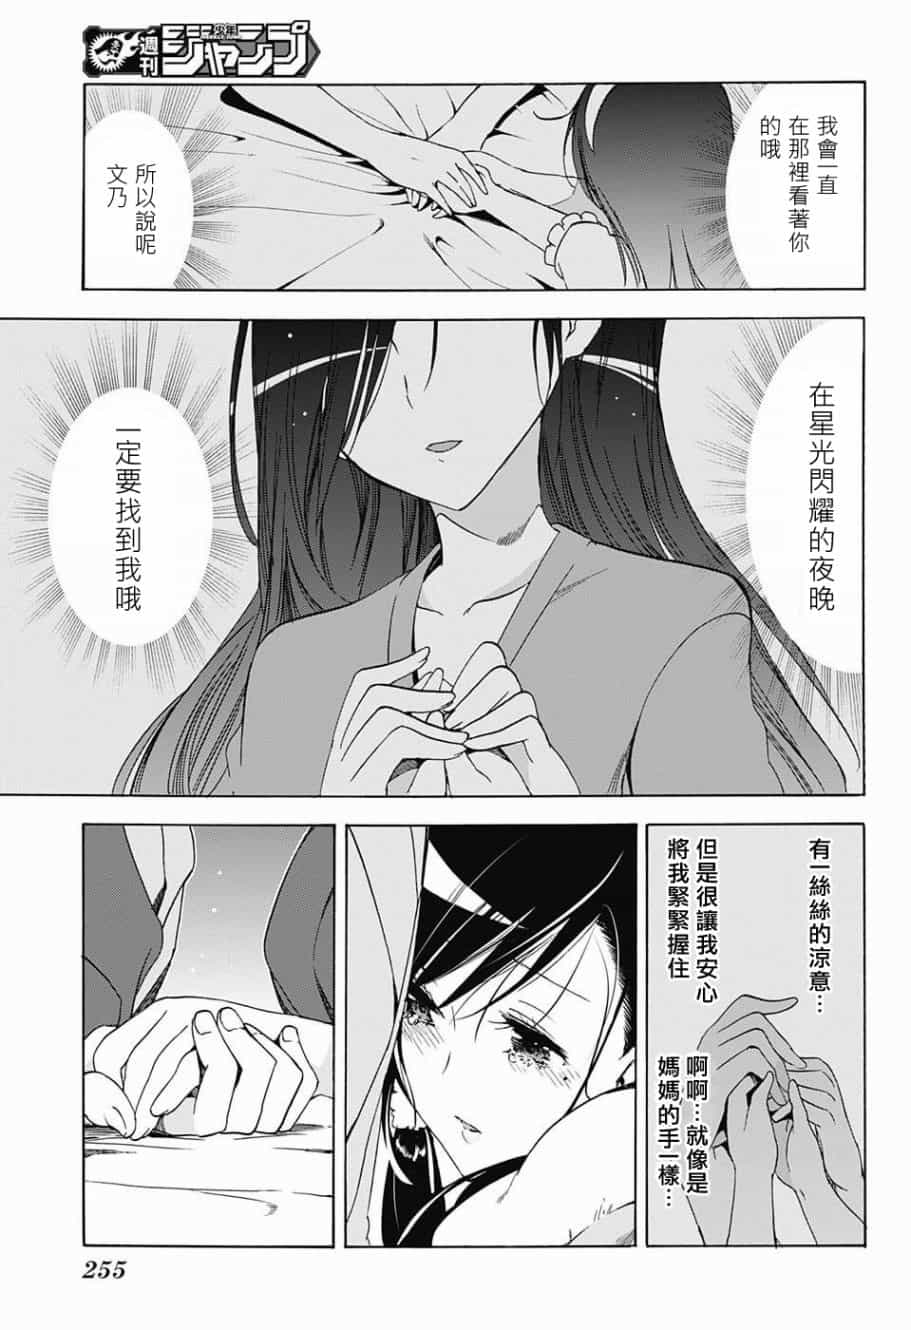 週刊
少年
ジャンプ
我會一直
在那裡看著你
的哦
所以說呢
文乃
在星光閃耀的夜晚
一定要找到我哦
有一絲絲的涼意…
但是很讓我安心
將我緊緊握住
啊啊…就像是
媽媽的手一樣…
255